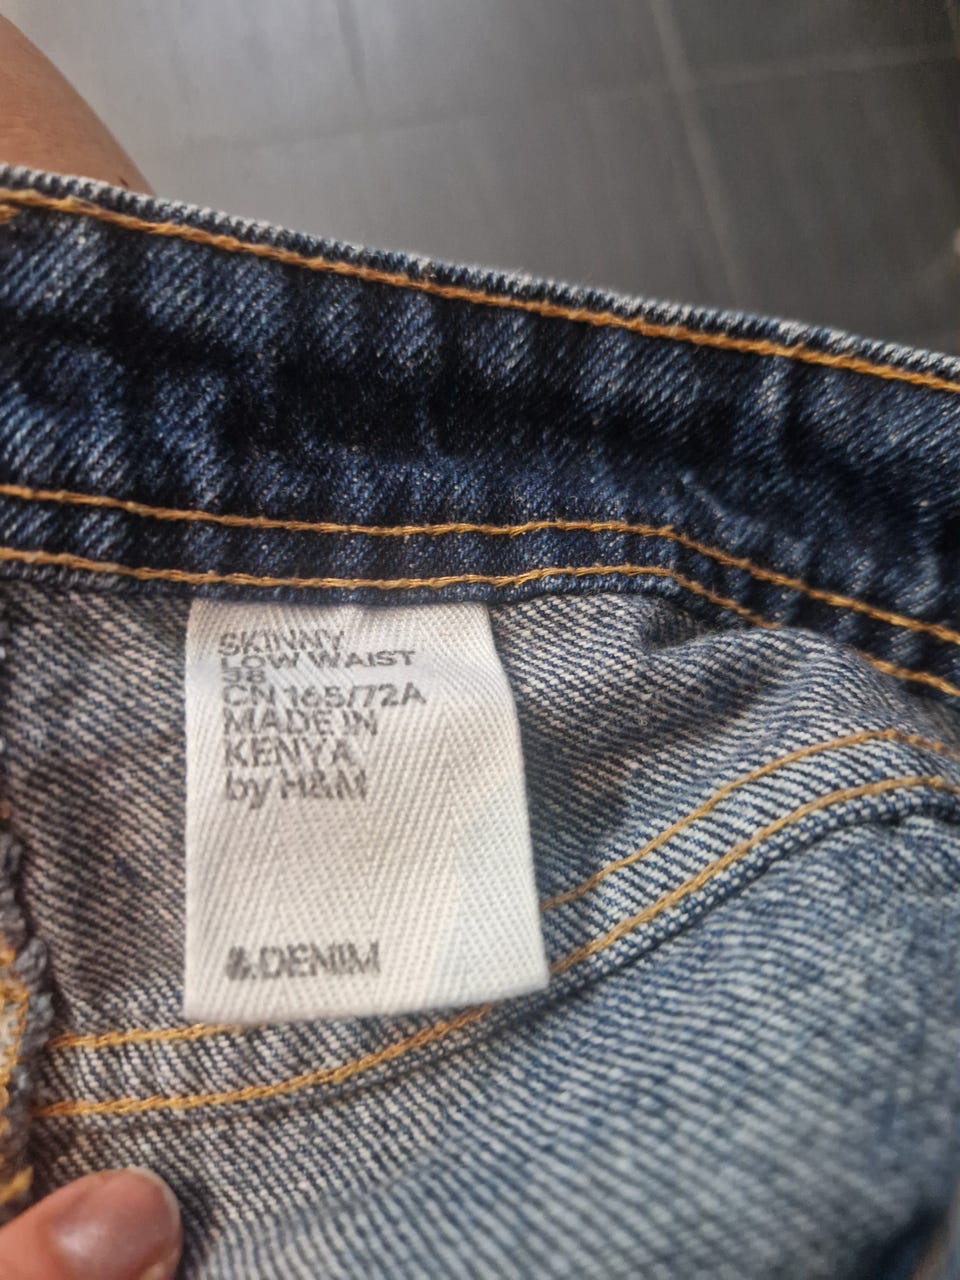 SKINNY
LOW WAIST
38
CN 165/72A
MADE IN
KENYA
by H&M
&DENIM